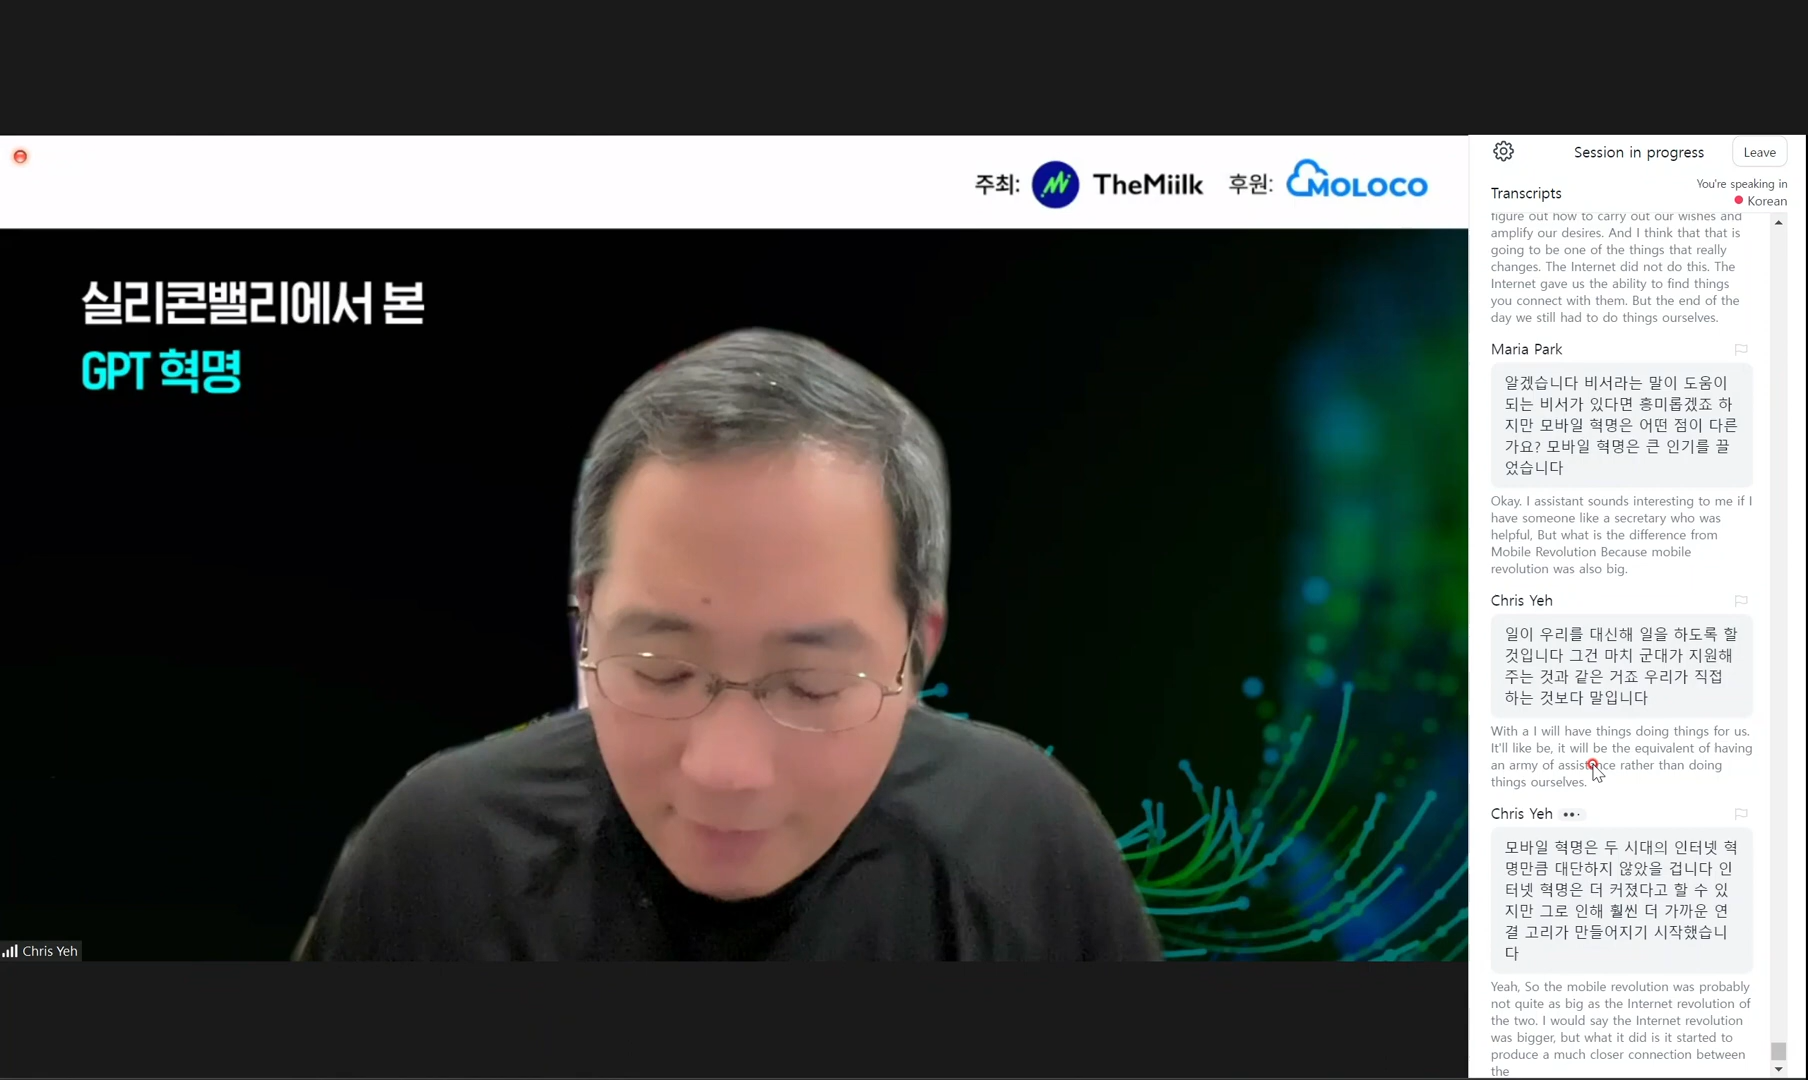 주최: TheMiilk 후원: MOLOCO
실리콘밸리에서 본
GPT 혁명
Chris Yeh
Session in progress
Leave
Transcripts
You're speaking in
Korean
figure out how to carry out our wishes and
amplify our desires. And I think that that is
going to be one of the things that really
changes. The Internet did not do this. The
Internet gave us the ability to find things
you connect with them. But the end of the
day we still had to do things ourselves.
Maria Park
알겠습니다 비서라는 말이 도움이
되는 비서가 있다면 흥미롭겠죠 하
지만 모바일 혁명은 어떤 점이 다른
가요? 모바일 혁명은 큰 인기를 끌
었습니다
Okay. I assistant sounds interesting to me if I
have someone like a secretary who was
helpful, But what is the difference from
Mobile Revolution Because mobile
revolution was also big.
Chris Yeh
일이 우리를 대신해 일을 하도록 할
것입니다 그건 마치 군대가 지원해
주는 것과 같은 거죠 우리가 직접
하는 것보다 말입니다
With a I will have things doing things for us.
It'll like be, it will be the equivalent of having
an army of assistance rather than doing
things ourselves.
Chris Yeh
모바일 혁명은 두 시대의 인터넷 혁
명만큼 대단하지 않았을 겁니다 인
터넷 혁명은 더 커졌다고 할 수 있
지만 그로 인해 훨씬 더 가까운 연
결 고리가 만들어지기 시작했습니
다
Yeah, So the mobile revolution was probably
not quite as big as the Internet revolution of
the two. I would say the Internet revolution
was bigger, but what it did is it started to
produce a much closer connection between
the